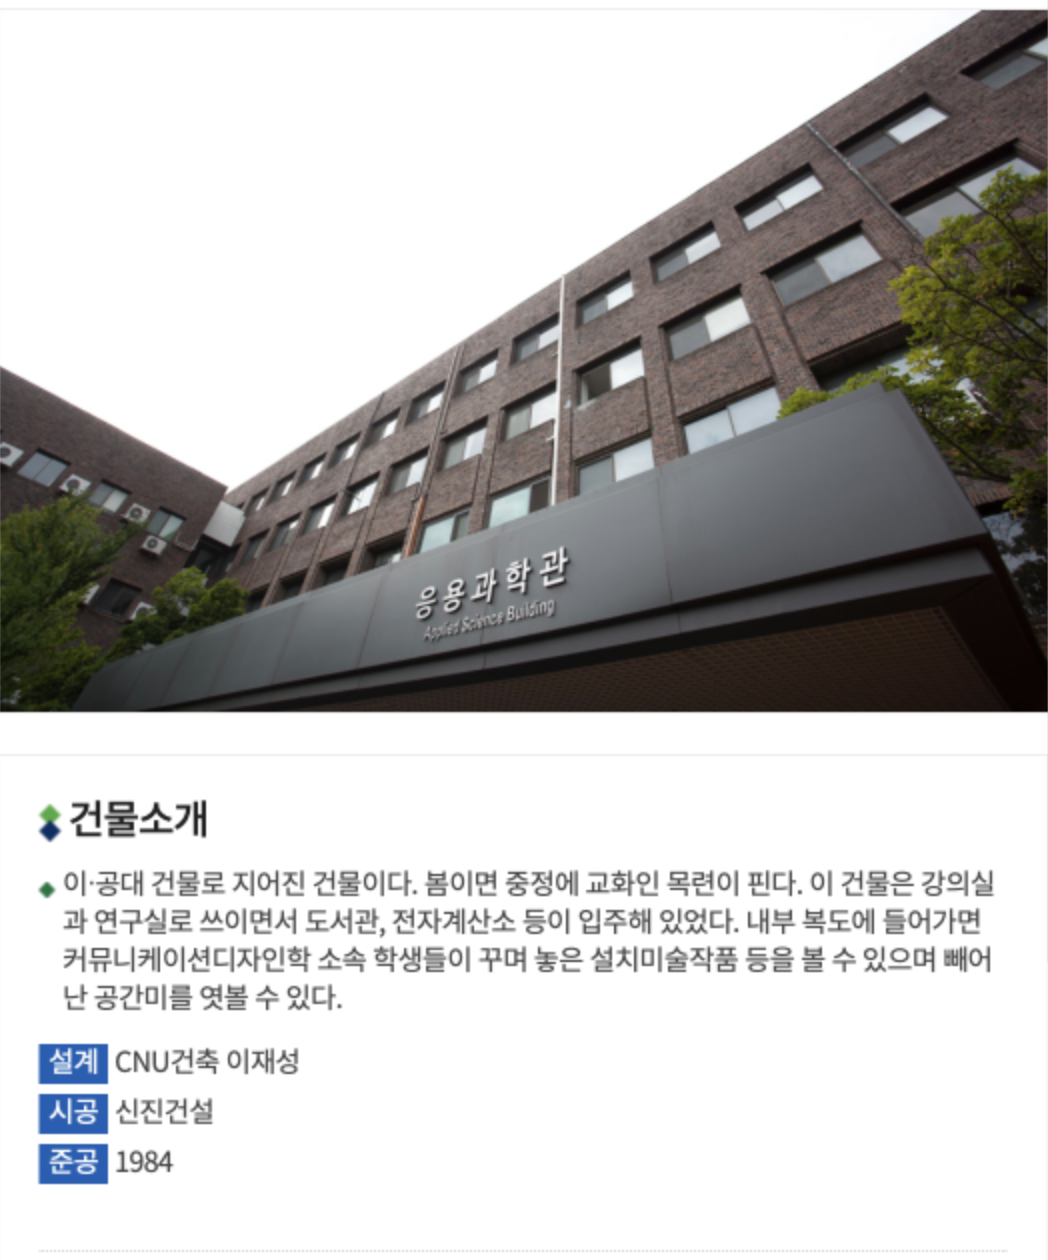 응용과학관
Applied Science Building
건물소개
이·공대 건물로 지어진 건물이다. 봄이면 중정에 교화인 목련이 핀다. 이 건물은 강의실
과 연구실로 쓰이면서 도서관, 전자계산소 등이 입주해 있었다. 내부 복도에 들어가면
커뮤니케이션디자인학 소속 학생들이 꾸며 놓은 설치미술작품 등을 볼 수 있으며 빼어
난 공간미를 엿볼 수 있다.
설계 CNU건축 이재성
시공 신진건설
준공 1984